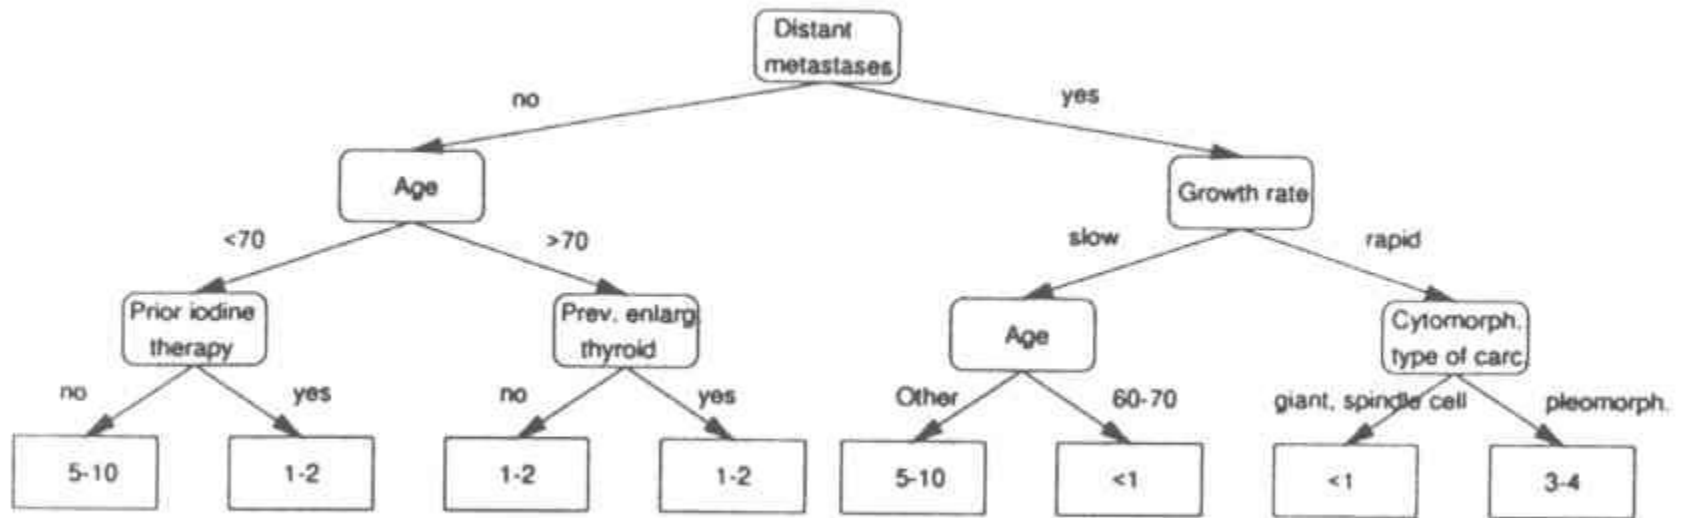 Distant
metastases
no
yes
Age
Growth rate
<70
>70
slow
rapid
Prior iodine
therapy
Prev. enlarg.
thyroid
Age
Cytomorph.
type of carc.
no
yes
no
yes
Other
60-70
giant, spindle cell
pleomorph.
5-10
1-2
1-2
1-2
5-10
<1
<1
3-4